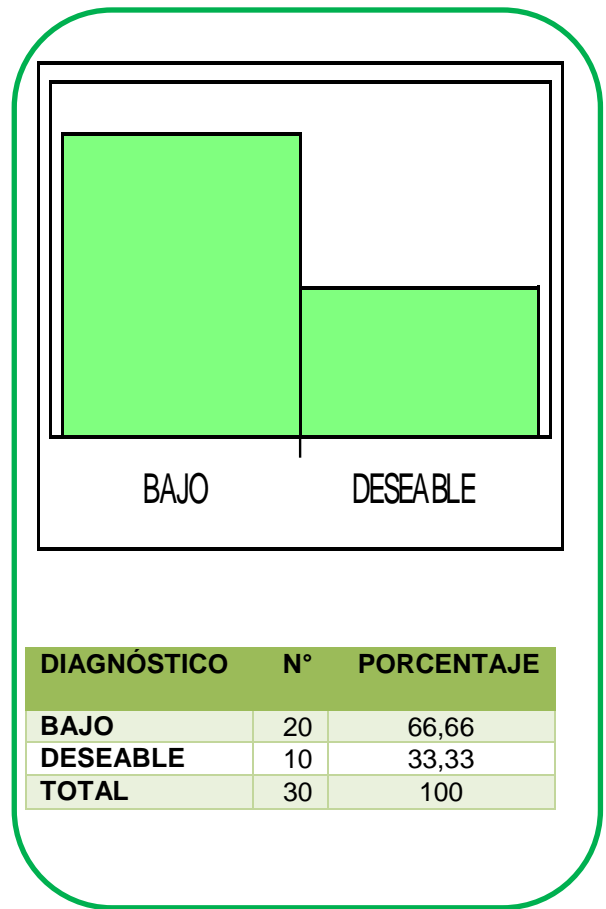 BAJO DESEABLE
DIAGNÓSTICO N° PORCENTAJE
BAJO 20 66,66
DESEABLE 10 33,33
TOTAL 30 100